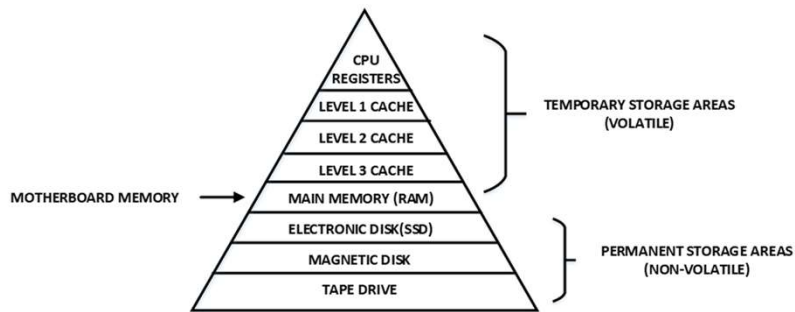 CPU
REGISTERS
LEVEL 1 CACHE
LEVEL 2 CACHE
LEVEL 3 CACHE
MAIN MEMORY (RAM)
ELECTRONIC DISK(SSD)
MAGNETIC DISK
TAPE DRIVE
MOTHERBOARD MEMORY
TEMPORARY STORAGE AREAS
(VOLATILE)
PERMANENT STORAGE AREAS
(NON-VOLATILE)